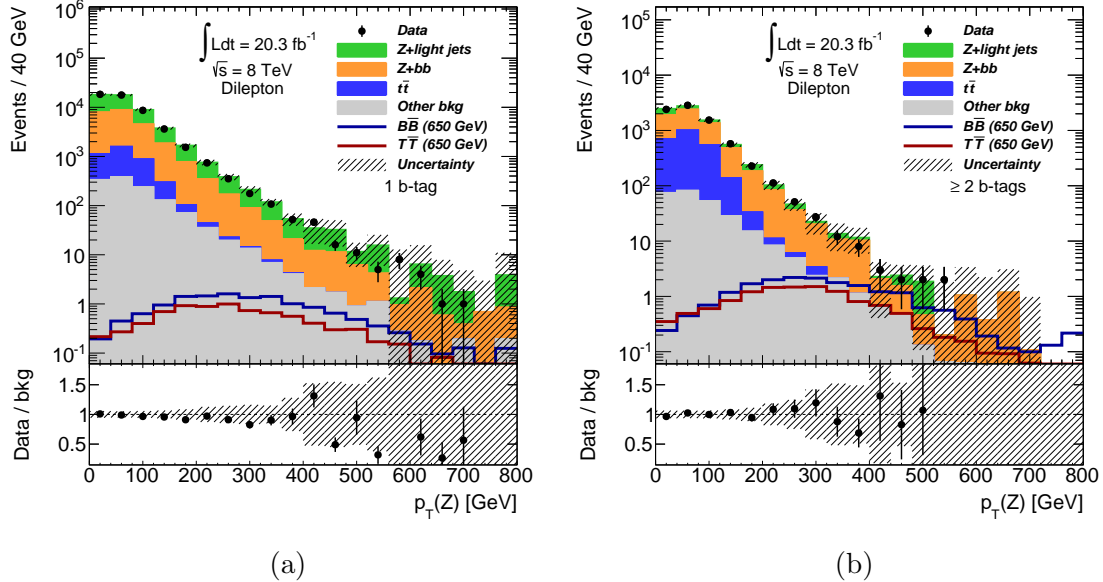 Events / 40 GeV
10⁶
10⁵
10⁴
10³
10²
10
1
10⁻¹
∫ Ldt = 20.3 fb⁻¹
√s = 8 TeV
Dilepton
Data
Z+light jets
Z+bb
tt̄
Other bkg
BB̄ (650 GeV)
TT̄ (650 GeV)
Uncertainty
1 b-tag
Data / bkg
1.5
1
0.5
0 100 200 300 400 500 600 700 800
p_T(Z) [GeV]
(a)
Events / 40 GeV
10⁵
10⁴
10³
10²
10
1
10⁻¹
∫ Ldt = 20.3 fb⁻¹
√s = 8 TeV
Dilepton
Data
Z+light jets
Z+bb
tt̄
Other bkg
BB̄ (650 GeV)
TT̄ (650 GeV)
Uncertainty
≥ 2 b-tags
Data / bkg
1.5
1
0.5
0 100 200 300 400 500 600 700 800
p_T(Z) [GeV]
(b)